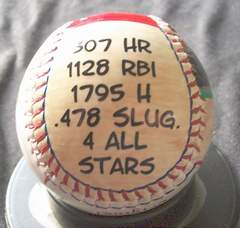 307 HR
1128 RBI
1795 H
.478 SLUG.
4 ALL
STARS